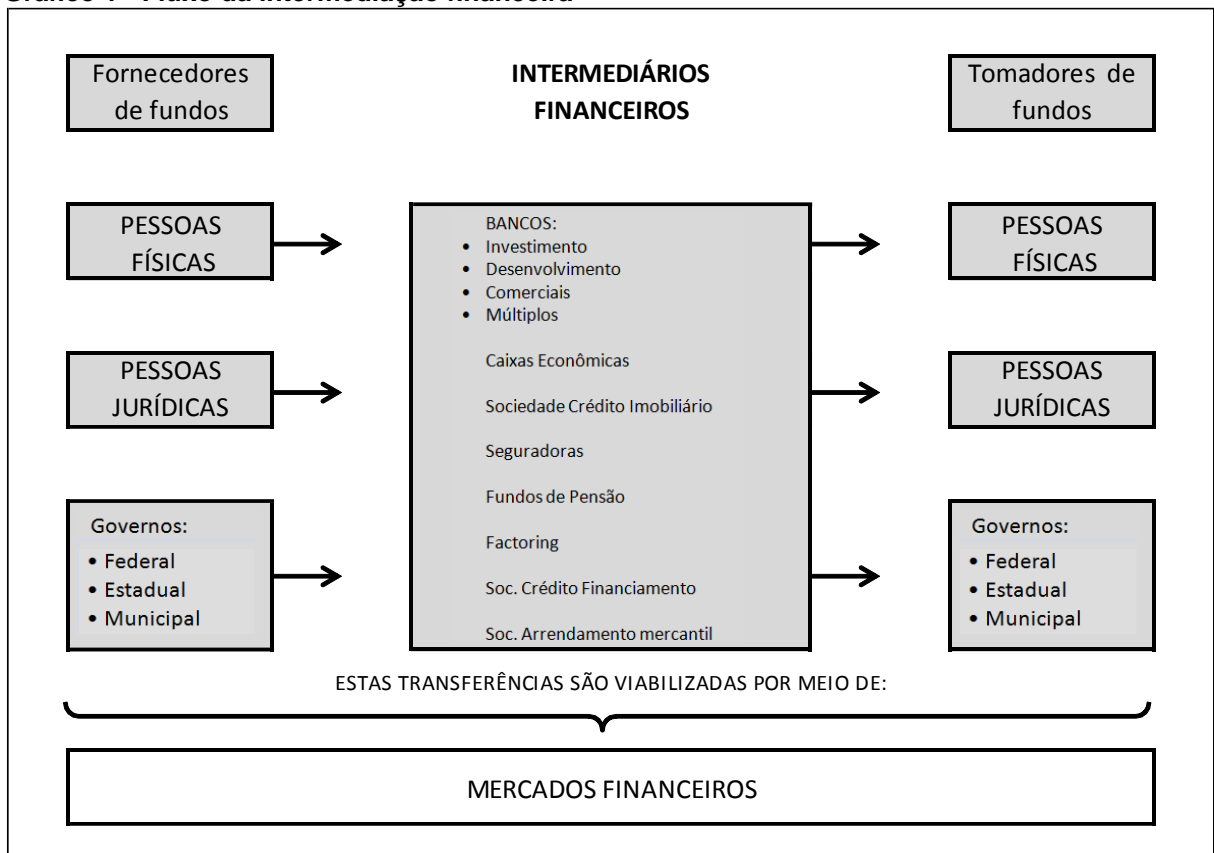 Fornecedores
de fundos
INTERMEDIÁRIOS
FINANCEIROS
Tomadores de
fundos
PESSOAS
FÍSICAS
PESSOAS
JURÍDICAS
Governos:
• Federal
• Estadual
• Municipal
BANCOS:
• Investimento
• Desenvolvimento
• Comerciais
• Múltiplos
Caixas Econômicas
Sociedade Crédito Imobiliário
Seguradoras
Fundos de Pensão
Factoring
Soc. Crédito Financiamento
Soc. Arrendamento mercantil
PESSOAS
FÍSICAS
PESSOAS
JURÍDICAS
Governos:
• Federal
• Estadual
• Municipal
ESTAS TRANSFERÊNCIAS SÃO VIABILIZADAS POR MEIO DE:
MERCADOS FINANCEIROS